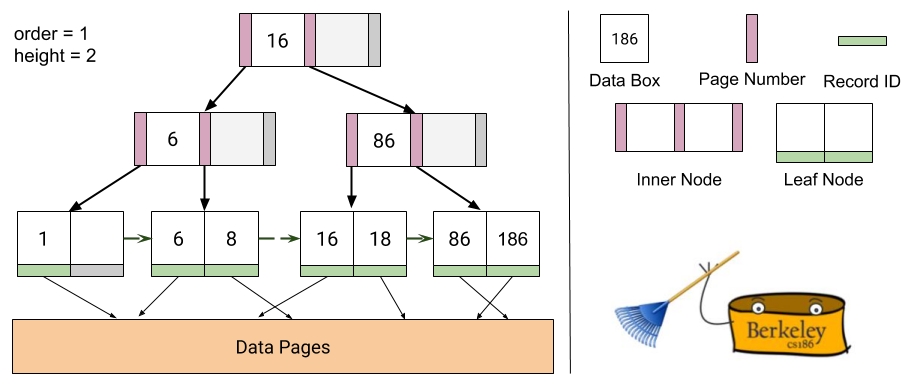 order = 1
height = 2
16
6
86
1
6 8
16 18
86 186
Data Pages
186
Data Box
Page Number
Record ID
Inner Node
Leaf Node
Berkeley
cs186